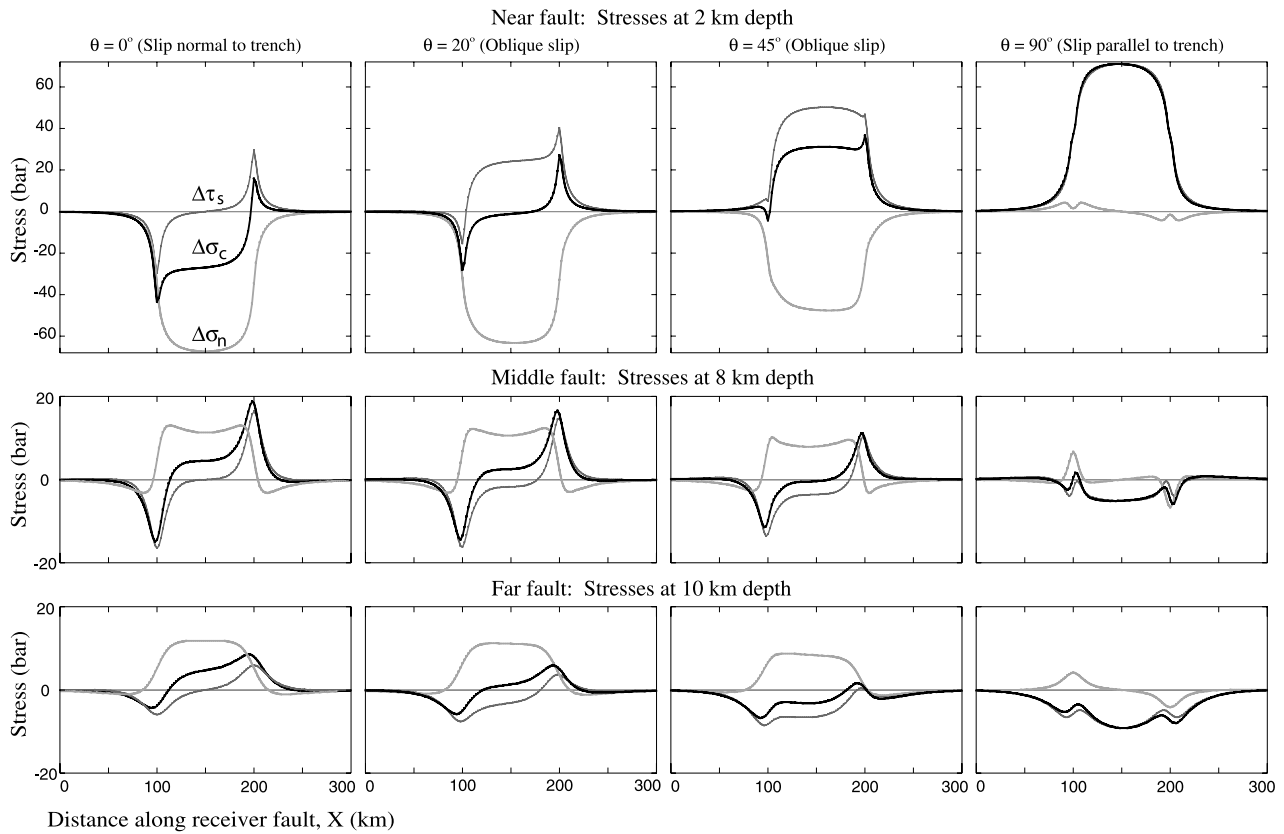 Near fault: Stresses at 2 km depth
θ = 0° (Slip normal to trench)
θ = 20° (Oblique slip)
θ = 45° (Oblique slip)
θ = 90° (Slip parallel to trench)
Stress (bar)
60
40
20
0
-20
-40
-60
Δτs
Δσc
Δσn
Middle fault: Stresses at 8 km depth
Stress (bar)
20
0
-20
Far fault: Stresses at 10 km depth
Stress (bar)
20
0
-20
0 100 200 300
0 100 200 300
0 100 200 300
0 100 200 300
Distance along receiver fault, X (km)